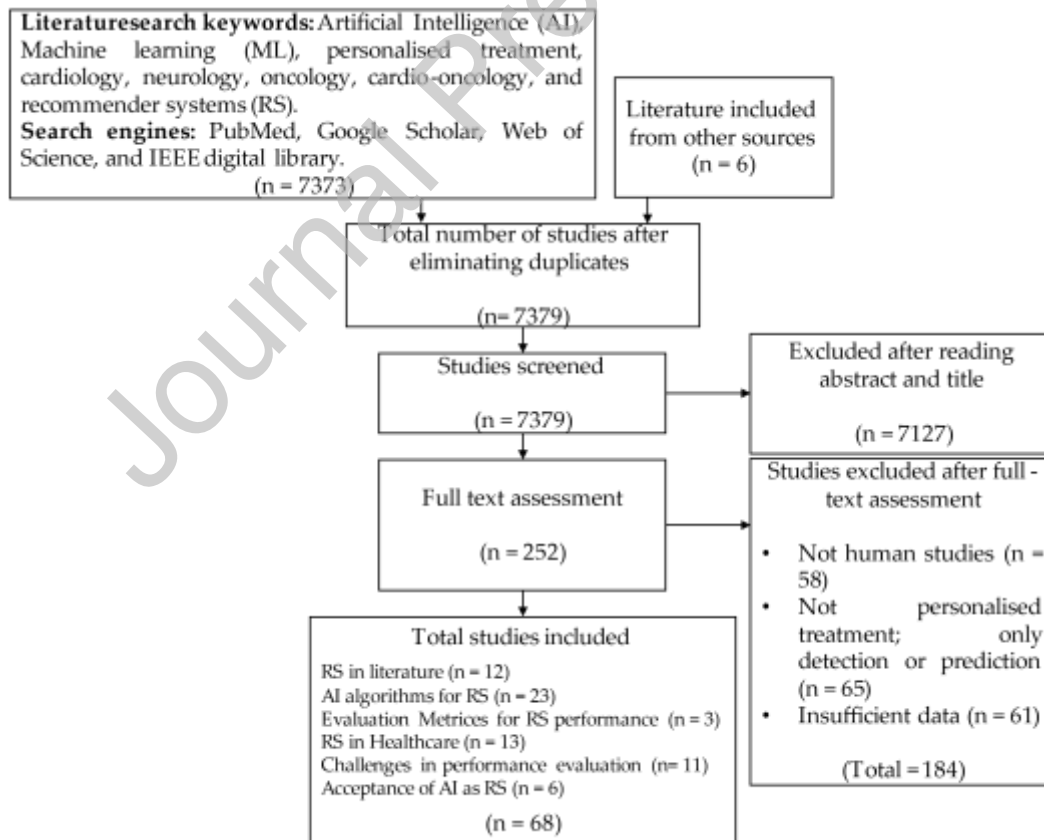 Literaturesearch keywords: Artificial Intelligence (AI),
Machine learning (ML), personalised treatment,
cardiology, neurology, oncology, cardio-oncology, and
recommender systems (RS).
Search engines: PubMed, Google Scholar, Web of
Science, and IEEE digital library.
(n = 7373)
Literature included
from other sources
(n = 6)
Total number of studies after
eliminating duplicates
(n= 7379)
Studies screened
(n = 7379)
Excluded after reading
abstract and title
(n = 7127)
Full text assessment
(n = 252)
Studies excluded after full -
text assessment
• Not human studies (n =
58)
• Not personalised
treatment; only
detection or prediction
(n = 65)
• Insufficient data (n = 61)
(Total = 184)
Total studies included
RS in literature (n = 12)
AI algorithms for RS (n = 23)
Evaluation Metrices for RS performance (n = 3)
RS in Healthcare (n = 13)
Challenges in performance evaluation (n= 11)
Acceptance of AI as RS (n = 6)
(n = 68)
Journal Pre